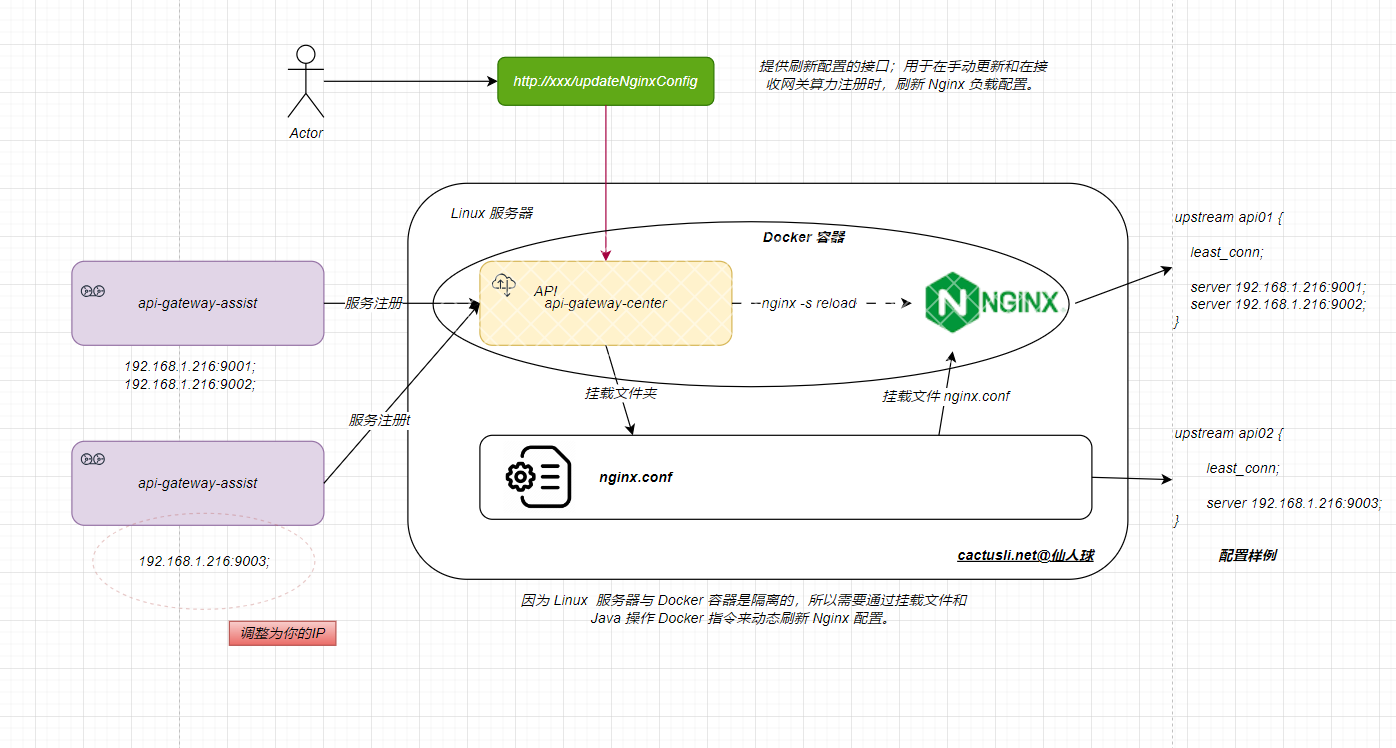 http://xxx/updateNginxConfig
提供刷新配置的接口；用于在手动更新和在接
收网关算力注册时，刷新 Nginx 负载配置。
Actor
Linux 服务器
Docker 容器
upstream api01 {
least_conn;
server 192.168.1.216:9001;
server 192.168.1.216:9002;
}
api-gateway-assist
服务注册
API
api-gateway-center
nginx -s reload
NGINX
192.168.1.216:9001;
192.168.1.216:9002;
挂载文件夹
挂载文件 nginx.conf
服务注册t
upstream api02 {
least_conn;
server 192.168.1.216:9003;
}
api-gateway-assist
nginx.conf
192.168.1.216:9003;
cactusli.net@仙人球
配置样例
因为 Linux 服务器与 Docker 容器是隔离的，所以需要通过挂载文件和
Java 操作 Docker 指令来动态刷新 Nginx 配置。
调整为你的IP